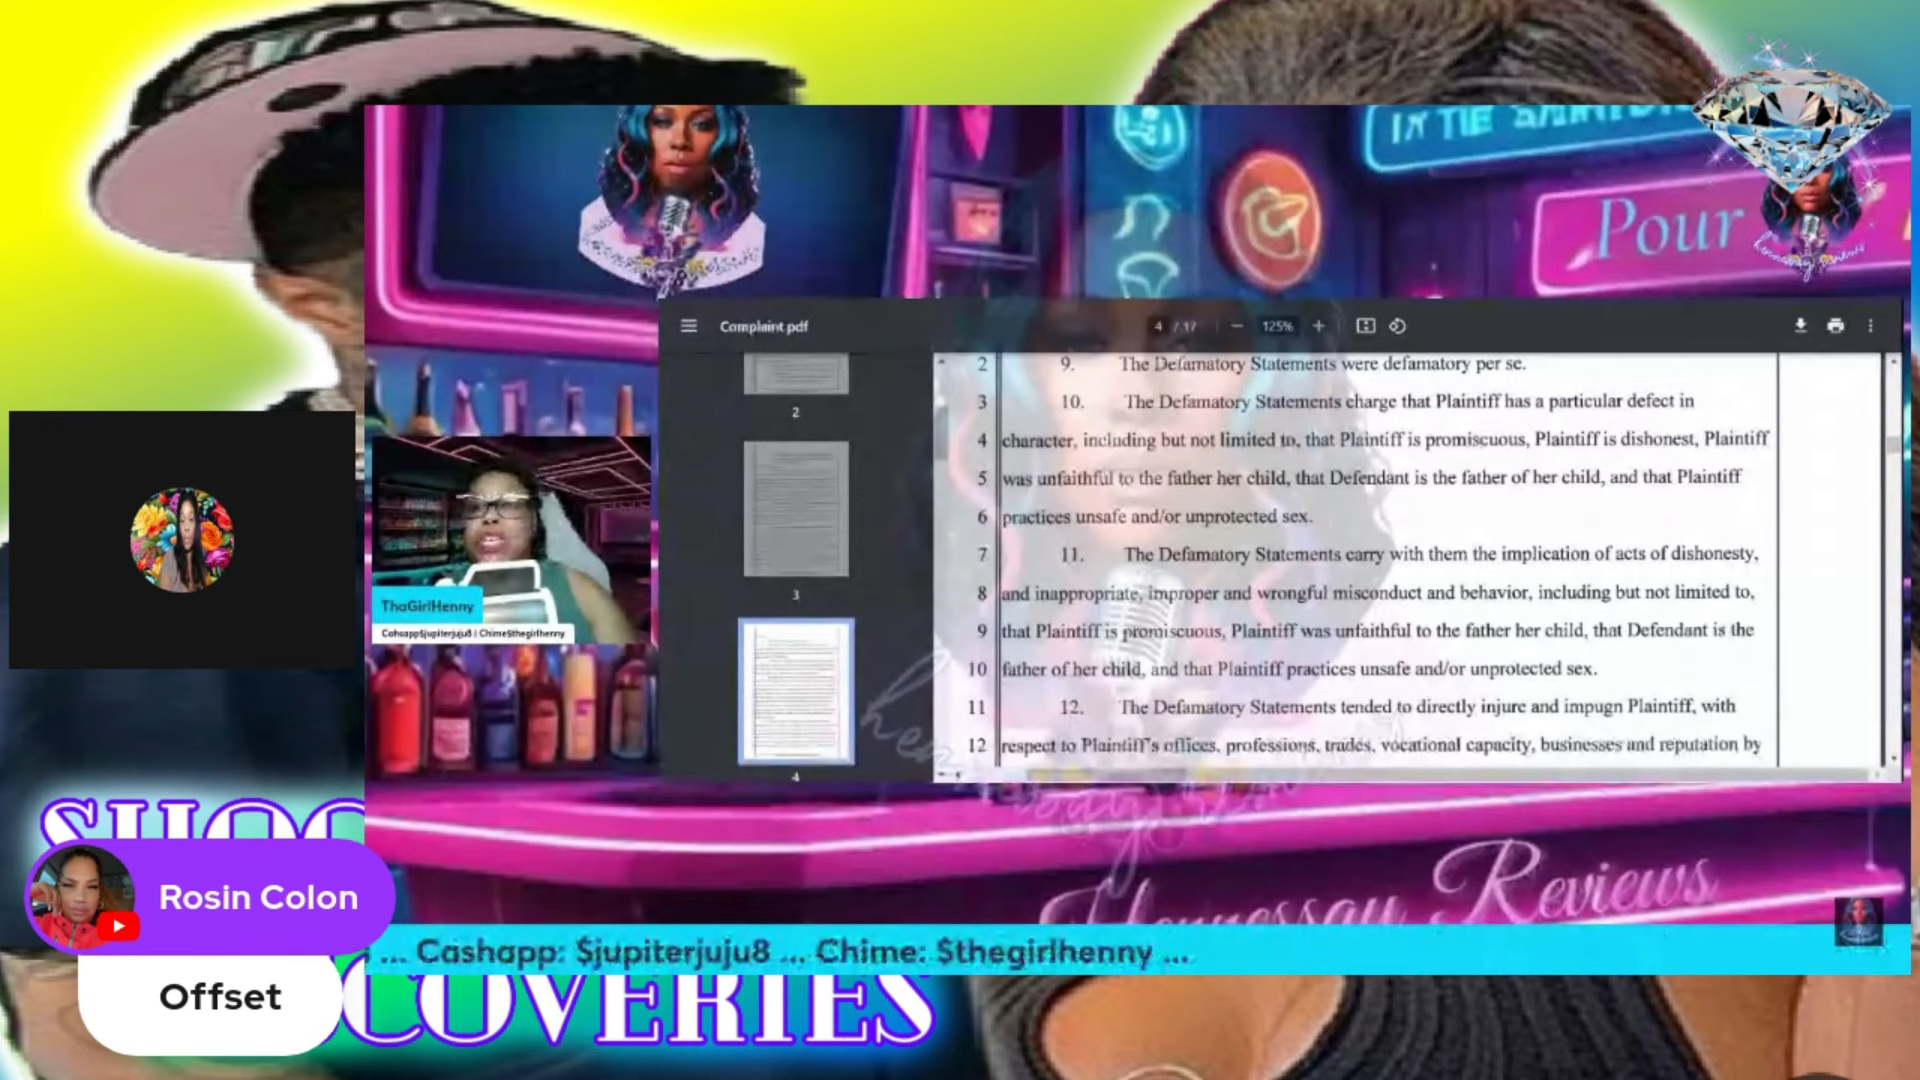 Pour
Complaint.pdf
4 / 17
125%
2
3
4
2 9. The Defamatory Statements were defamatory per se.
3 10. The Defamatory Statements charge that Plaintiff has a particular defect in
4 character, including but not limited to, that Plaintiff is promiscuous, Plaintiff is dishonest, Plaintiff
5 was unfaithful to the father her child, that Defendant is the father of her child, and that Plaintiff
6 practices unsafe and/or unprotected sex.
7 11. The Defamatory Statements carry with them the implication of acts of dishonesty,
8 and inappropriate, improper and wrongful misconduct and behavior, including but not limited to,
9 that Plaintiff is promiscuous, Plaintiff was unfaithful to the father her child, that Defendant is the
10 father of her child, and that Plaintiff practices unsafe and/or unprotected sex.
11 12. The Defamatory Statements tended to directly injure and impugn Plaintiff, with
12 respect to Plaintiff's offices, professions, trades, vocational capacity, businesses and reputation by
ThaGirlHenny
Cahsapp$jupiterjuju8 | Chime$thegirlhenny
Hennessay Reviews
Rosin Colon
Offset
... Cashapp: $jupiterjuju8 ... Chime: $thegirlhenny ...
COVERIES